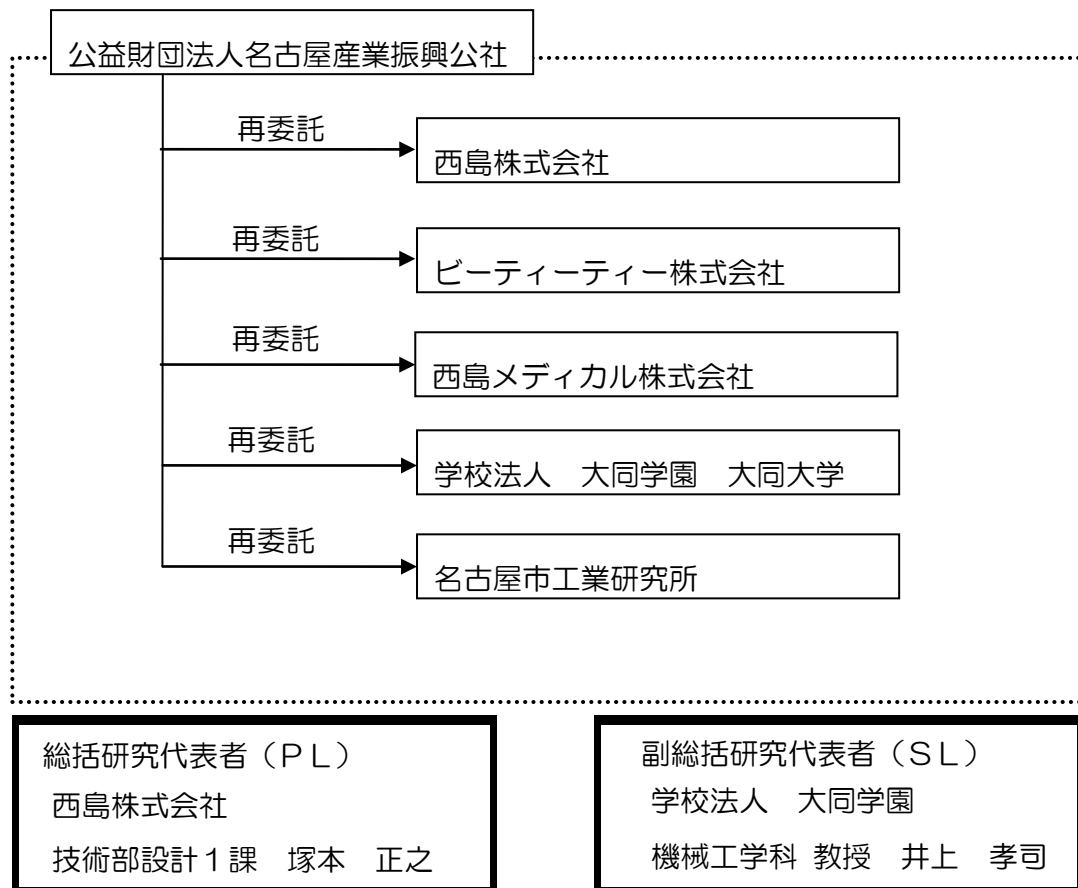 公益財団法人名古屋産業振興公社
再委託
西島株式会社
再委託
ビーティーティー株式会社
再委託
西島メディカル株式会社
再委託
学校法人　大同学園　大同大学
再委託
名古屋市工業研究所
総括研究代表者（ＰＬ）
西島株式会社
技術部設計１課　塚本　正之
副総括研究代表者（ＳＬ）
学校法人　大同学園
機械工学科 教授　井上　孝司